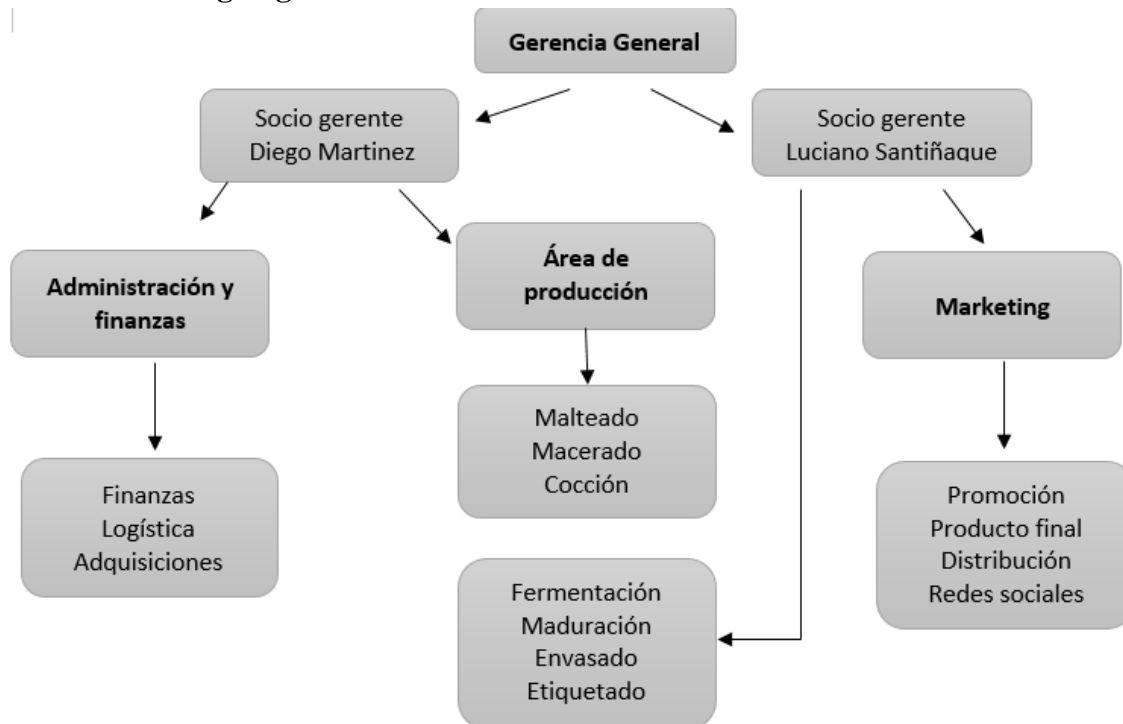 Gerencia General
Socio gerente
Diego Martinez
Socio gerente
Luciano Santiñaque
Administración y
finanzas
Área de
producción
Marketing
Malteado
Macerado
Cocción
Finanzas
Logística
Adquisiciones
Promoción
Producto final
Distribución
Redes sociales
Fermentación
Maduración
Envasado
Etiquetado